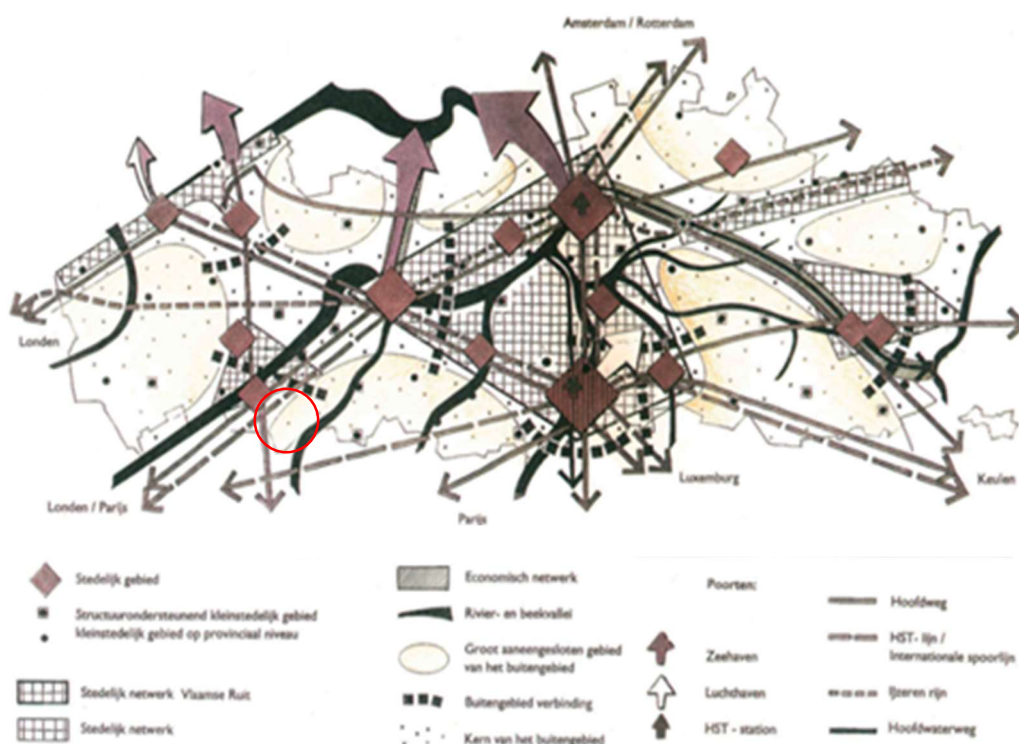 Amsterdam / Rotterdam
Londen
Londen / Parijs
Parijs
Luxemburg
Keulen
Stedelijk gebied
Structuurondersteunend kleinstedelijk gebied
kleinstedelijk gebied op provinciaal niveau
Stedelijk netwerk Vlaamse Ruit
Stedelijk netwerk
Economisch netwerk
Rivier- en beekvallei
Groot aaneengesloten gebied
van het buitengebied
Buitengebied verbinding
Kern van het buitengebied
Poorten:
Zeehaven
Luchthaven
HST - station
Hoofdweg
HST- lijn /
Internationale spoorlijn
Ijzeren rijn
Hoofdwaterweg